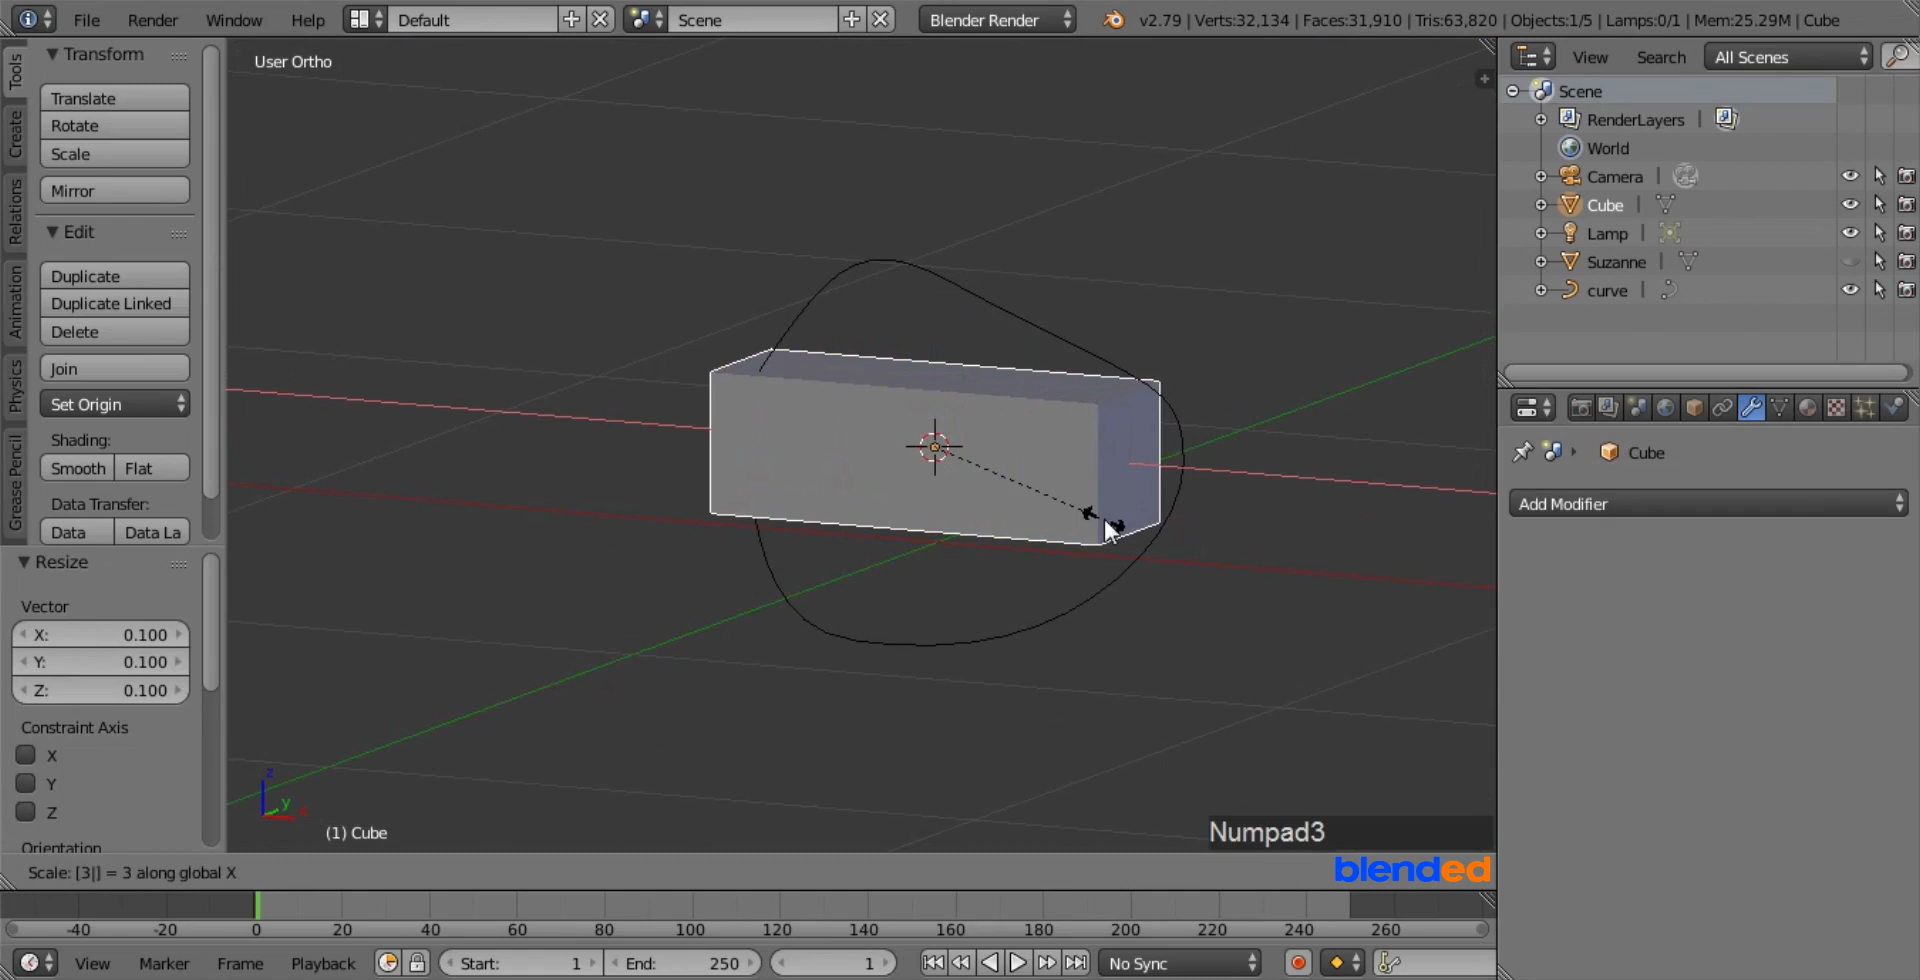 File Render Window Help Default Scene Blender Render v2.79 | Verts:32,134 | Faces:31,910 | Tris:63,820 | Objects:1/5 | Lamps:0/1 | Mem:25.29M | Cube
Tools
Create
Relations
Animation
Physics
Grease Pencil
Transform
Translate
Rotate
Scale
Mirror
Edit
Duplicate
Duplicate Linked
Delete
Join
Set Origin
Shading:
Smooth Flat
Data Transfer:
Data Data La
Resize
Vector
X: 0.100
Y: 0.100
Z: 0.100
Constraint Axis
X
Y
Z
Orientation
User Ortho
z
y
x
(1) Cube
Numpad3
blended
Scale: [3|] = 3 along global X
View Search All Scenes
Scene
RenderLayers
World
Camera
Cube
Lamp
Suzanne
curve
Cube
Add Modifier
-40 -20 0 20 40 60 80 100 120 140 160 180 200 220 240 260
View Marker Frame Playback Start: 1 End: 250 1 No Sync